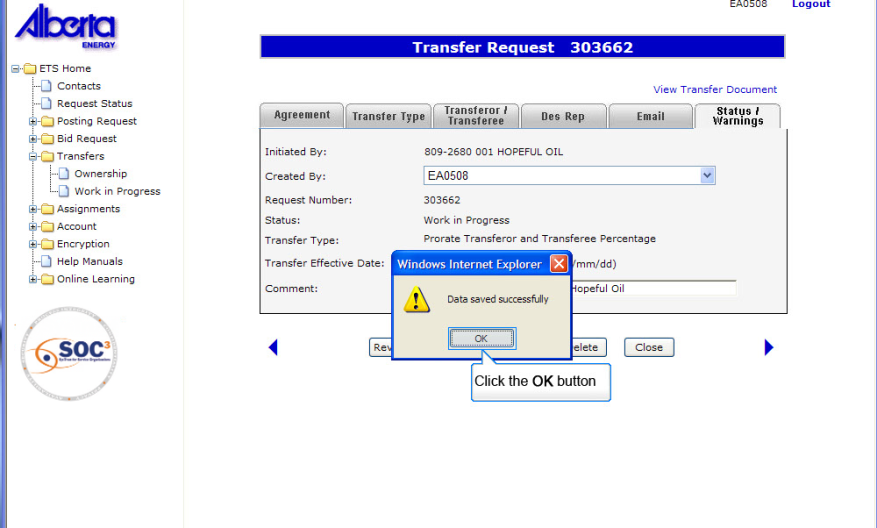 EA0508 Logout
Alberta
ENERGY
Transfer Request 303662
ETS Home
Contacts
Request Status
Posting Request
Bid Request
Transfers
Ownership
Work in Progress
Assignments
Account
Encryption
Help Manuals
Online Learning
SOC3
View Transfer Document
Agreement
Transfer Type
Transferor /
Transferee
Des Rep
Email
Status /
Warnings
Initiated By: 809-2680 001 HOPEFUL OIL
Created By: EA0508
Request Number: 303662
Status: Work in Progress
Transfer Type: Prorate Transferor and Transferee Percentage
Transfer Effective Date: /mm/dd)
Comment: Hopeful Oil
Windows Internet Explorer
Data saved successfully
OK
Close
Click the OK button